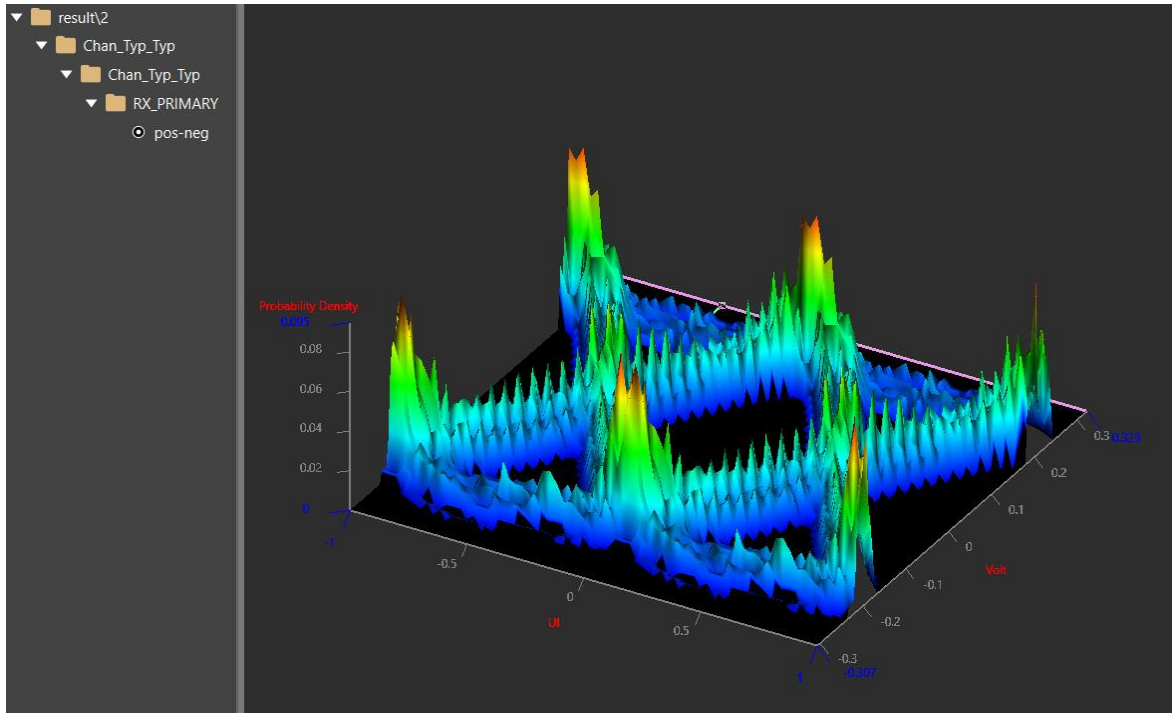 result\2
Chan_Typ_Typ
Chan_Typ_Typ
RX_PRIMARY
pos-neg
Probability Density
0.095
0.08
0.06
0.04
0.02
0
-1
-0.5
0
0.5
1
UI
-0.3
-0.307
-0.2
-0.1
0
0.1
0.2
0.3
0.323
Volt